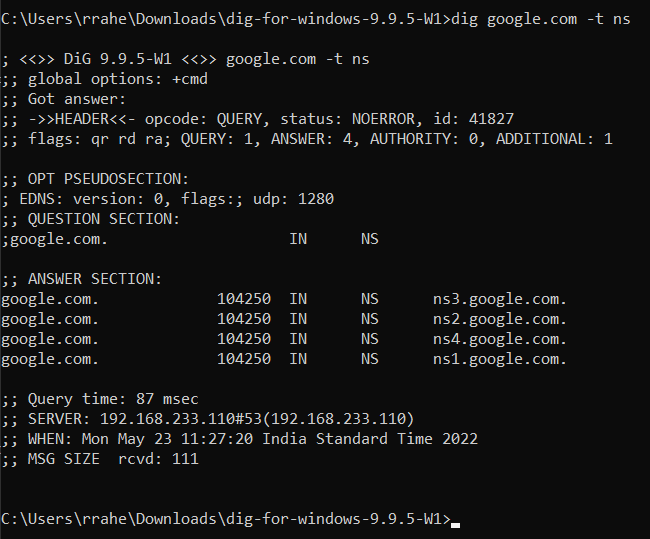 C:\Users\rrahe\Downloads\dig-for-windows-9.9.5-W1>dig google.com -t ns
; <<>> DiG 9.9.5-W1 <<>> google.com -t ns
;; global options: +cmd
;; Got answer:
;; ->>HEADER<<- opcode: QUERY, status: NOERROR, id: 41827
;; flags: qr rd ra; QUERY: 1, ANSWER: 4, AUTHORITY: 0, ADDITIONAL: 1
;; OPT PSEUDOSECTION:
; EDNS: version: 0, flags:; udp: 1280
;; QUESTION SECTION:
;google.com. IN NS
;; ANSWER SECTION:
google.com. 104250 IN NS ns3.google.com.
google.com. 104250 IN NS ns2.google.com.
google.com. 104250 IN NS ns4.google.com.
google.com. 104250 IN NS ns1.google.com.
;; Query time: 87 msec
;; SERVER: 192.168.233.110#53(192.168.233.110)
;; WHEN: Mon May 23 11:27:20 India Standard Time 2022
;; MSG SIZE  rcvd: 111
C:\Users\rrahe\Downloads\dig-for-windows-9.9.5-W1>